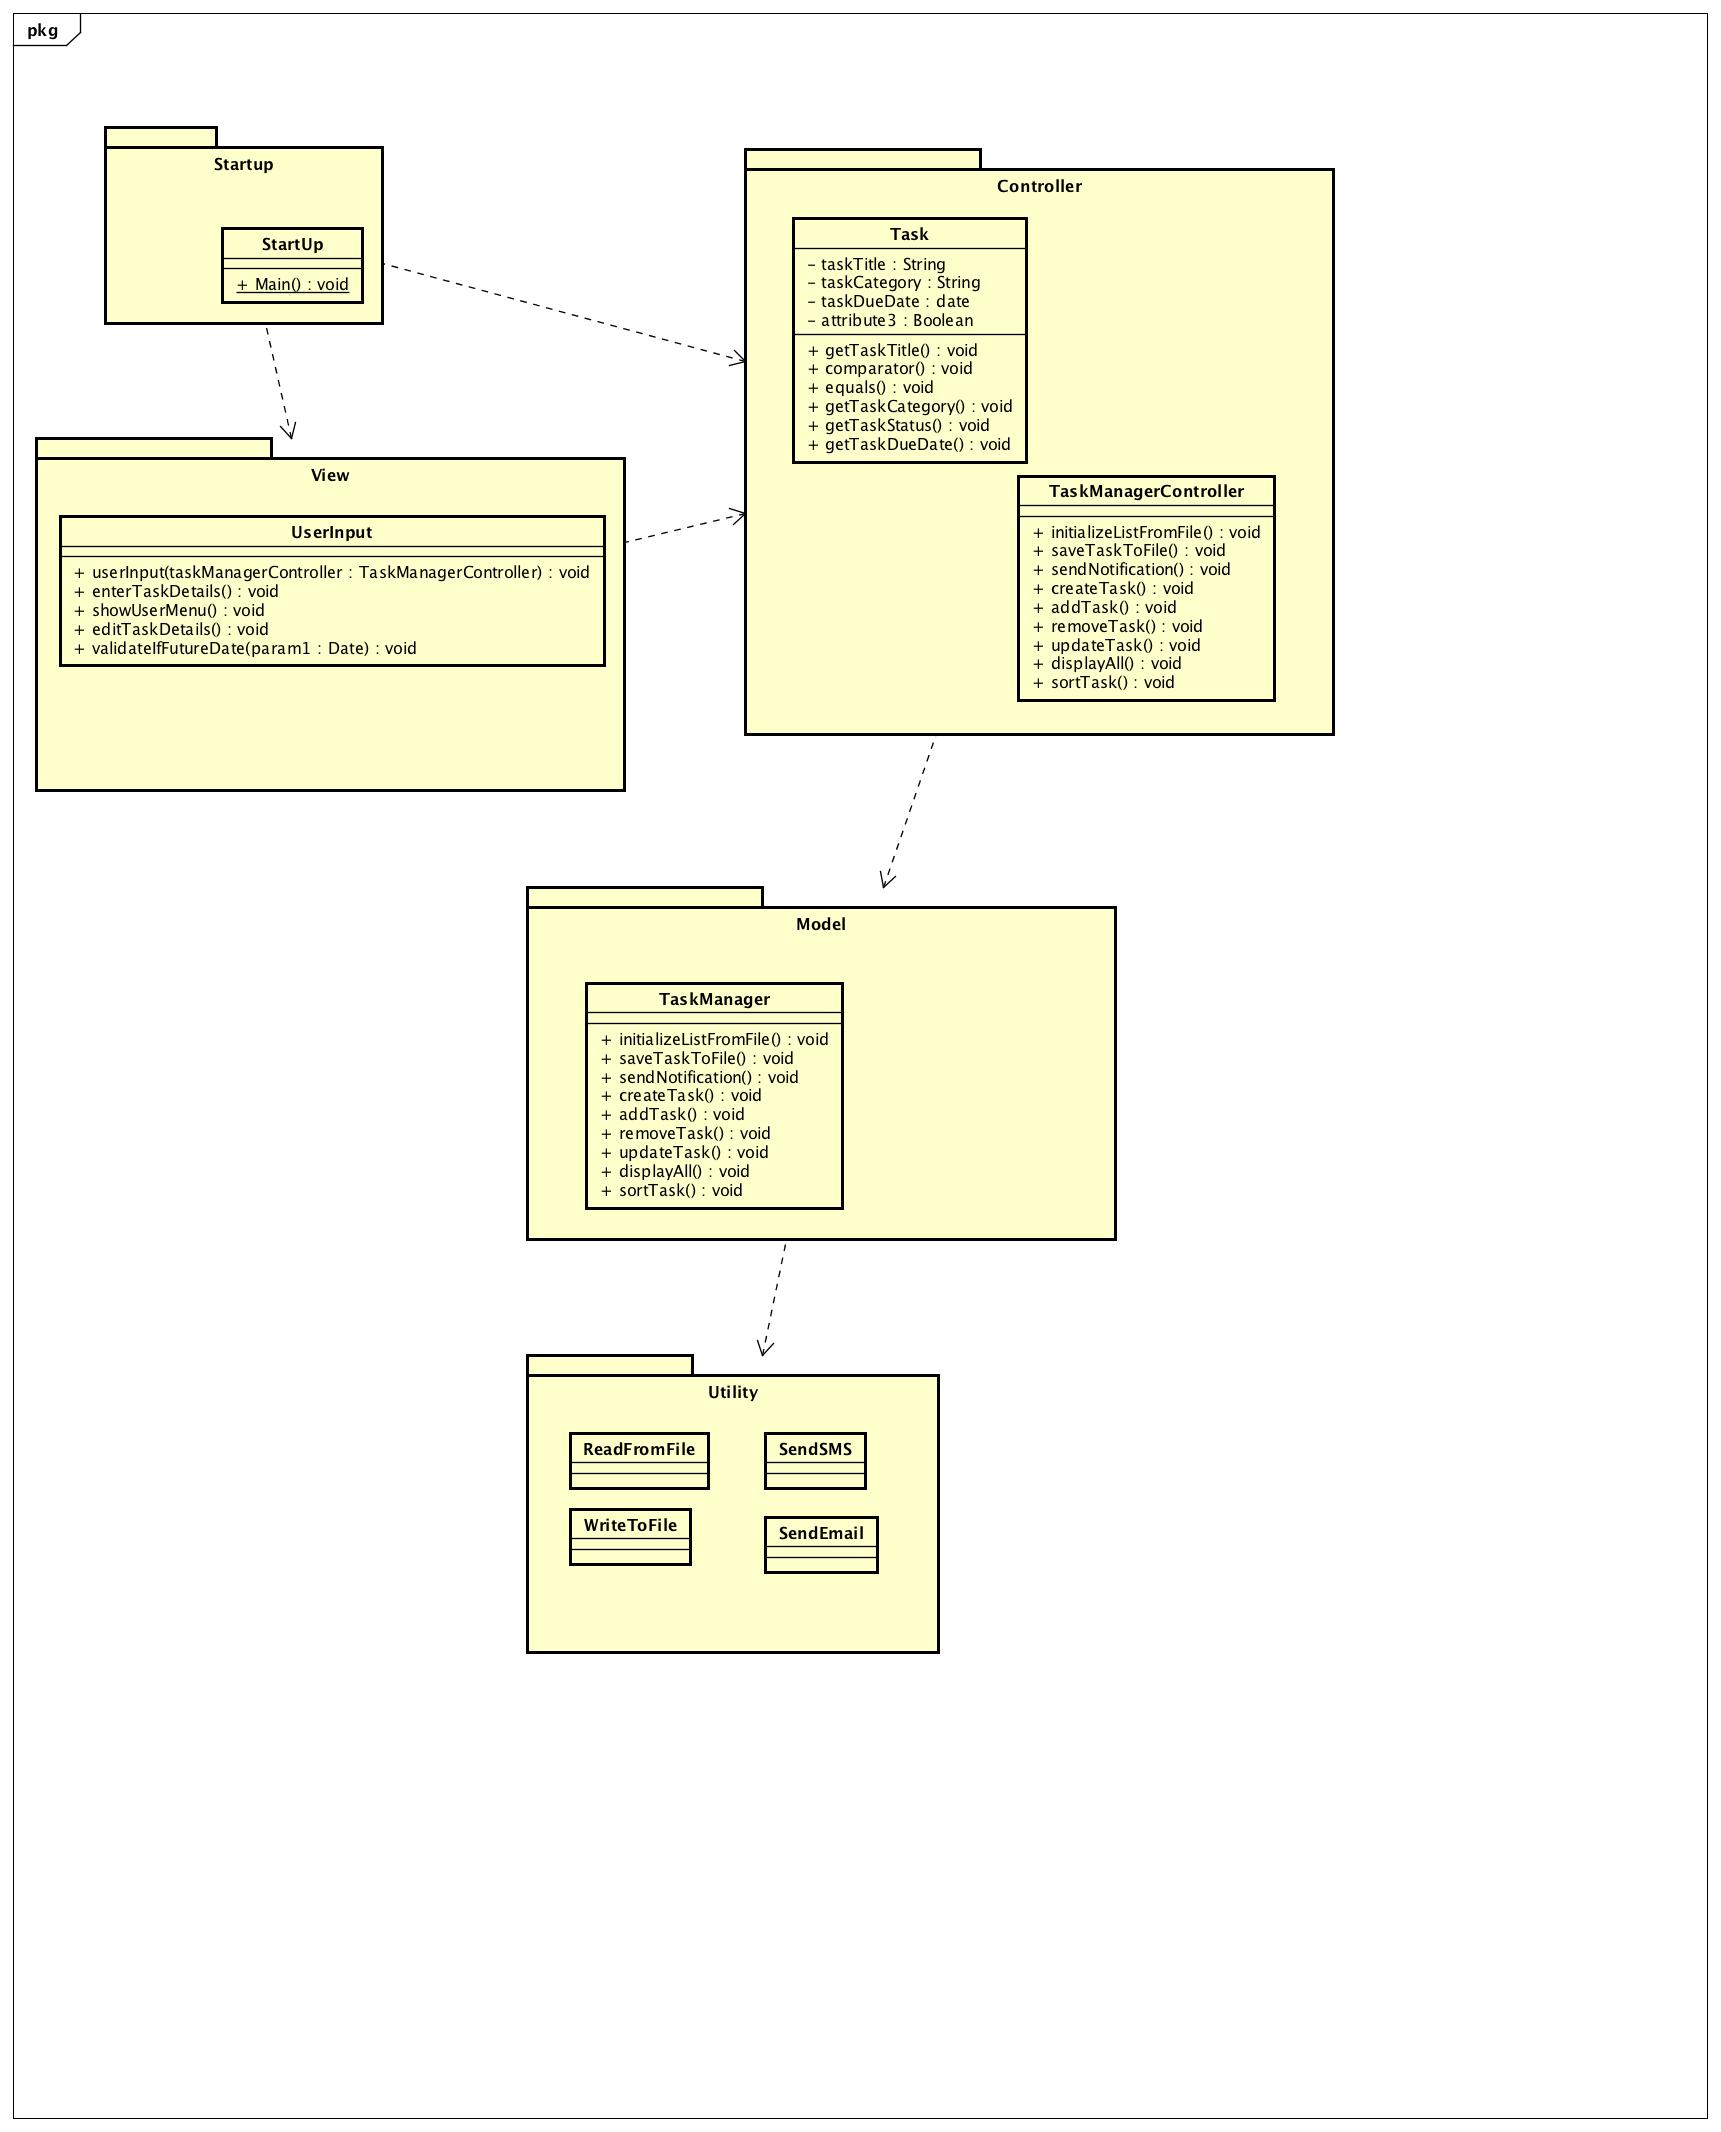 pkg
Startup
StartUp
+ Main() : void
Controller
Task
- taskTitle : String
- taskCategory : String
- taskDueDate : date
- attribute3 : Boolean
+ getTaskTitle() : void
+ comparator() : void
+ equals() : void
+ getTaskCategory() : void
+ getTaskStatus() : void
+ getTaskDueDate() : void
TaskManagerController
+ initializeListFromFile() : void
+ saveTaskToFile() : void
+ sendNotification() : void
+ createTask() : void
+ addTask() : void
+ removeTask() : void
+ updateTask() : void
+ displayAll() : void
+ sortTask() : void
View
UserInput
+ userInput(taskManagerController : TaskManagerController) : void
+ enterTaskDetails() : void
+ showUserMenu() : void
+ editTaskDetails() : void
+ validateIfFutureDate(param1 : Date) : void
Model
TaskManager
+ initializeListFromFile() : void
+ saveTaskToFile() : void
+ sendNotification() : void
+ createTask() : void
+ addTask() : void
+ removeTask() : void
+ updateTask() : void
+ displayAll() : void
+ sortTask() : void
Utility
ReadFromFile
SendSMS
WriteToFile
SendEmail